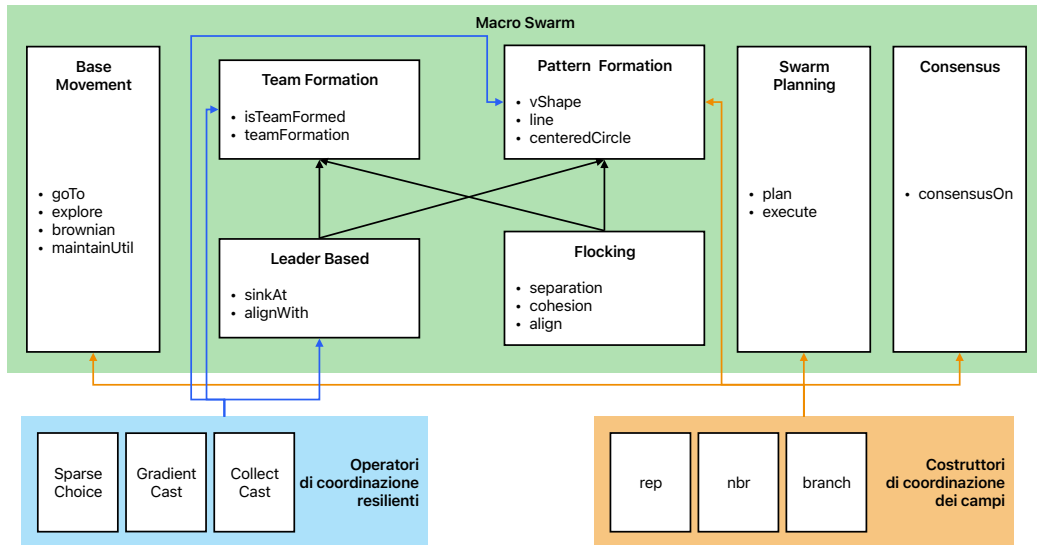 Macro Swarm
Base
Movement
• goTo
• explore
• brownian
• maintainUtil
Team Formation
• isTeamFormed
• teamFormation
Pattern Formation
• vShape
• line
• centeredCircle
Swarm
Planning
• plan
• execute
Consensus
• consensusOn
Leader Based
• sinkAt
• alignWith
Flocking
• separation
• cohesion
• align
Sparse
Choice
Gradient
Cast
Collect
Cast
Operatori
di coordinazione
resilienti
rep
nbr
branch
Costruttori
di coordinazione
dei campi